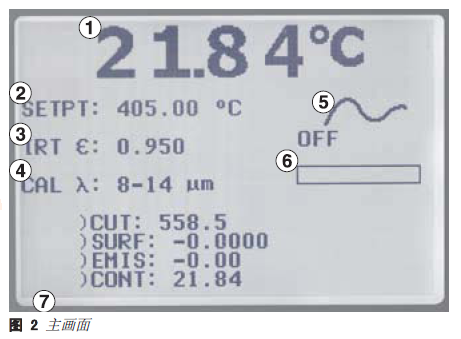 ① 21.84°C
② SETPT: 405.00 °C
⑤
③ IRT ε: 0.950
OFF
⑥
④ CAL λ: 8-14 μm
)CUT: 558.5
)SURF: -0.0000
)EMIS: -0.00
)CONT: 21.84
⑦
图 2 主画面